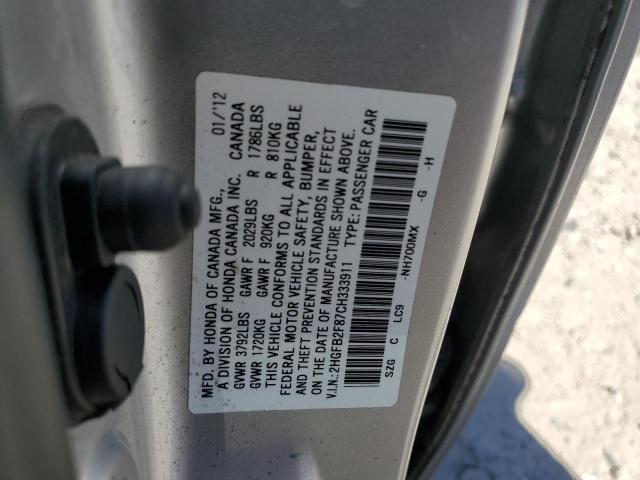 MFD. BY HONDA OF CANADA MFG., 01/'12
A DIVISION OF HONDA CANADA INC. CANADA
GVWR 3792LBS GAWR F 2029LBS R 1786LBS
GVWR 1720KG GAWR F 920KG R 810KG
THIS VEHICLE CONFORMS TO ALL APPLICABLE
FEDERAL MOTOR VEHICLE SAFETY, BUMPER,
AND THEFT PREVENTION STANDARDS IN EFFECT
ON THE DATE OF MANUFACTURE SHOWN ABOVE.
V.I.N.:2HGFB2F87CH333911 TYPE:PASSENGER CAR
SZG C LC9 -NH700MX -G -H